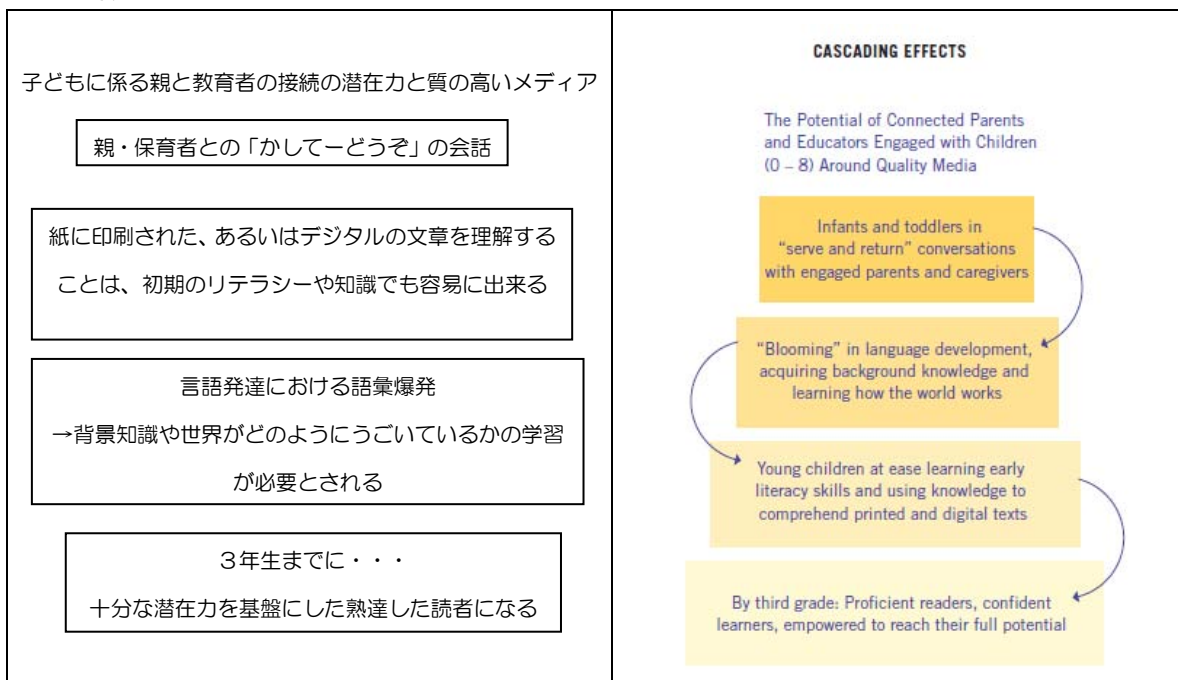 子どもに係る親と教育者の接続の潜在力と質の高いメディア
親・保育者との「かしてーどうぞ」の会話
紙に印刷された、あるいはデジタルの文章を理解する
ことは、初期のリテラシーや知識でも容易に出来る
言語発達における語彙爆発
→背景知識や世界がどのようにうごいているかの学習
が必要とされる
３年生までに・・・
十分な潜在力を基盤にした熟達した読者になる
CASCADING EFFECTS
The Potential of Connected Parents
and Educators Engaged with Children
(0 – 8) Around Quality Media
Infants and toddlers in
“serve and return” conversations
with engaged parents and caregivers
“Blooming” in language development,
acquiring background knowledge and
learning how the world works
Young children at ease learning early
literacy skills and using knowledge to
comprehend printed and digital texts
By third grade: Proficient readers, confident
learners, empowered to reach their full potential